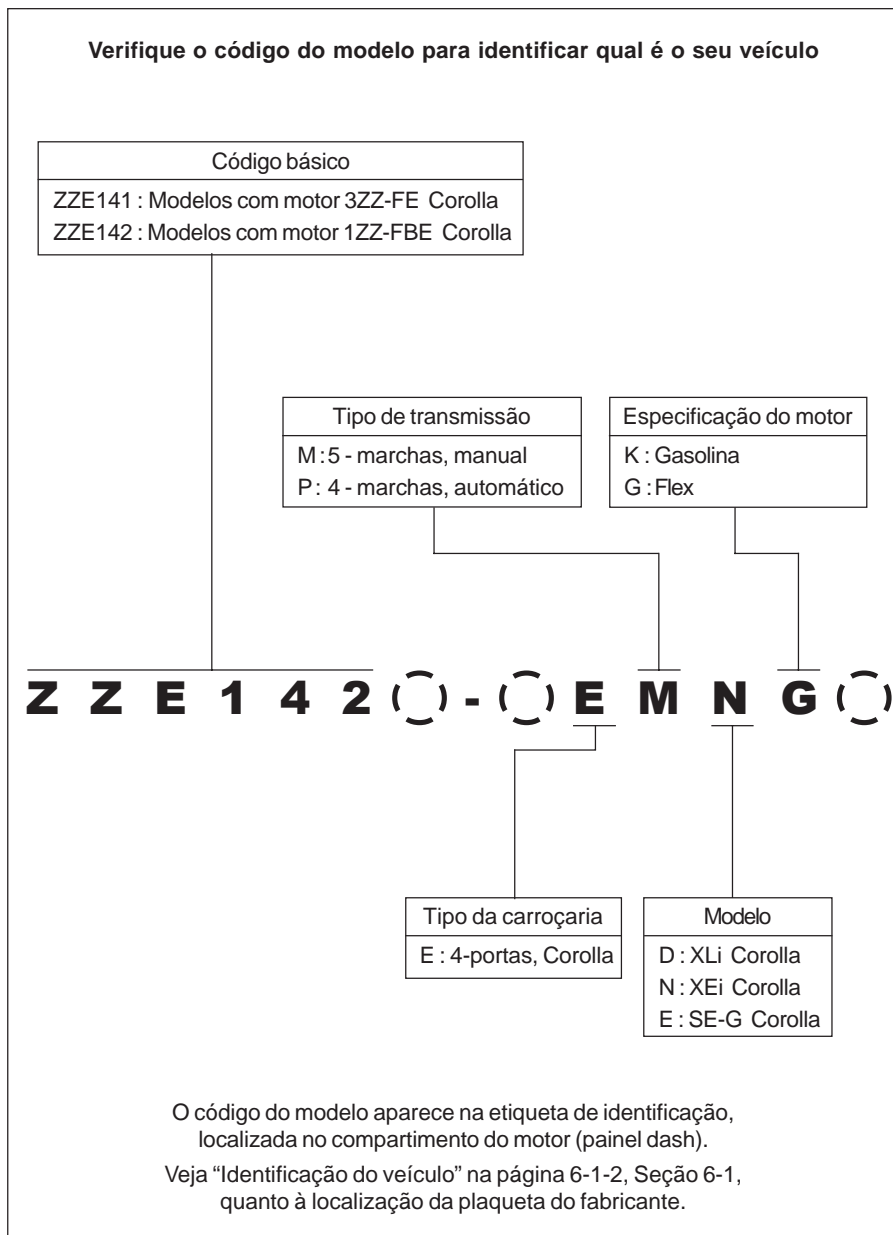 Verifique o código do modelo para identificar qual é o seu veículo
Código básico
ZZE141 : Modelos com motor 3ZZ-FE Corolla
ZZE142 : Modelos com motor 1ZZ-FBE Corolla
Tipo de transmissão
M : 5 - marchas, manual
P : 4 - marchas, automático
Especificação do motor
K : Gasolina
G : Flex
Z Z E 1 4 2 - E M N G
Tipo da carroçaria
E : 4-portas, Corolla
Modelo
D : XLi Corolla
N : XEi Corolla
E : SE-G Corolla
O código do modelo aparece na etiqueta de identificação,
localizada no compartimento do motor (painel dash).
Veja “Identificação do veículo” na página 6-1-2, Seção 6-1,
quanto à localização da plaqueta do fabricante.